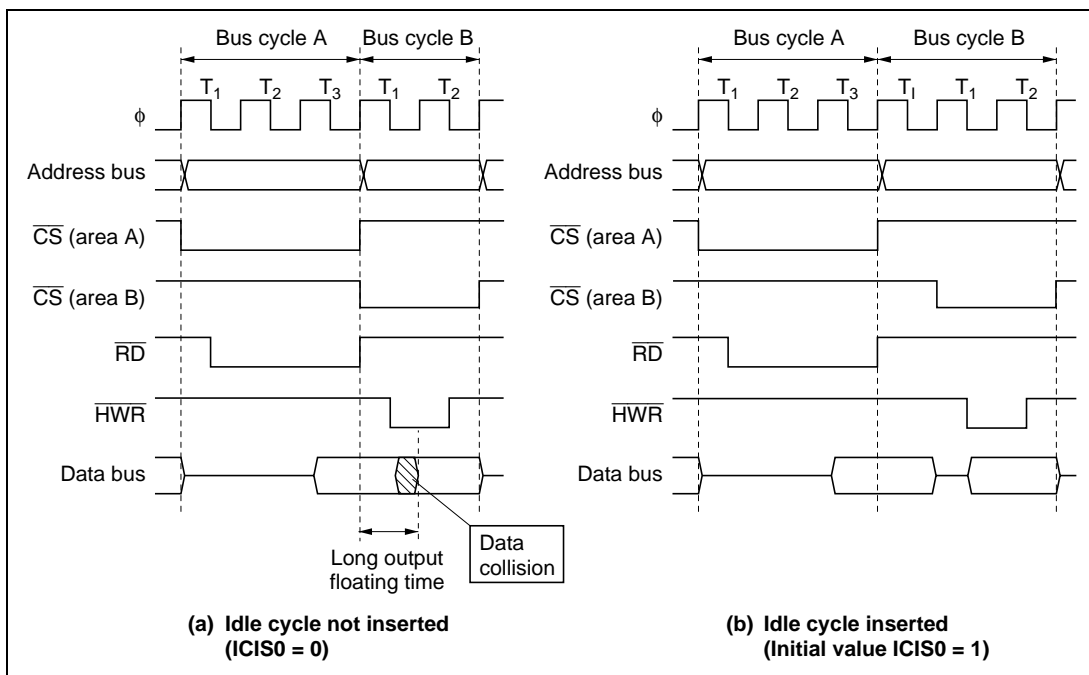 Bus cycle A Bus cycle B
T1 T2 T3 T1 T2
φ
Address bus
CS (area A)
CS (area B)
RD
HWR
Data bus
Long output
floating time
Data
collision
(a) Idle cycle not inserted
(ICIS0 = 0)
Bus cycle A Bus cycle B
T1 T2 T3 TI T1 T2
φ
Address bus
CS (area A)
CS (area B)
RD
HWR
Data bus
(b) Idle cycle inserted
(Initial value ICIS0 = 1)